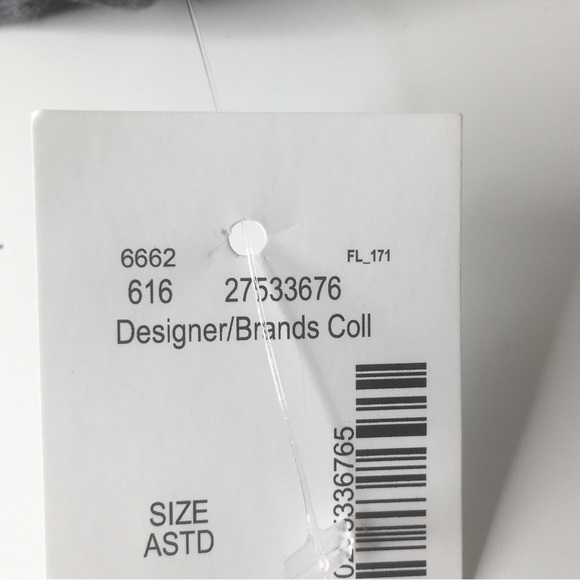 6662 FL_171
616 27533676
Designer/Brands Coll
SIZE
ASTD